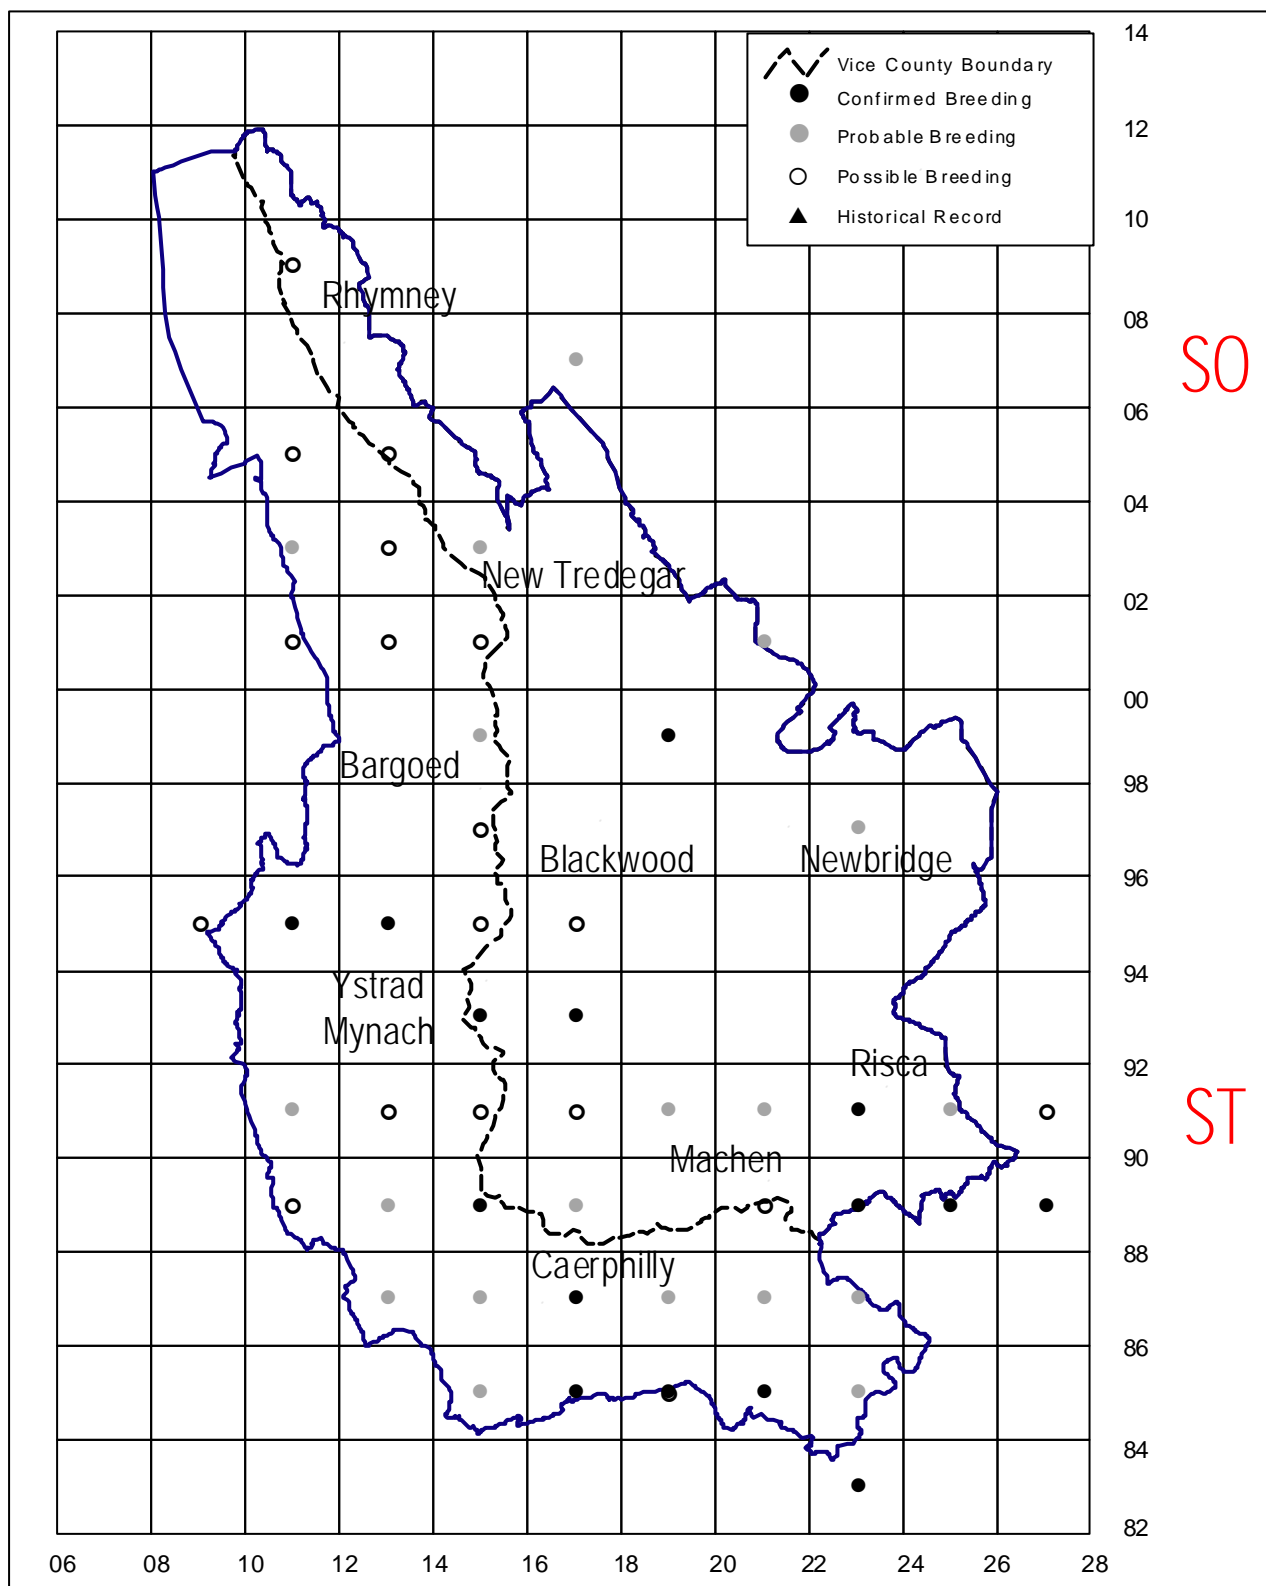 14
Vice County Boundary
Confirmed Breeding
12
Probable Breeding
Possible Breeding
Historical Record
10
Rhymney
08
SO
06
04
New Tredegar
02
00
Bargoed
98
Blackwood
Newbridge
96
94
Ystrad
Mynach
Risca
92
ST
Machen
90
Caerphilly
88
86
84
82
06 08 10 12 14 16 18 20 22 24 26 28